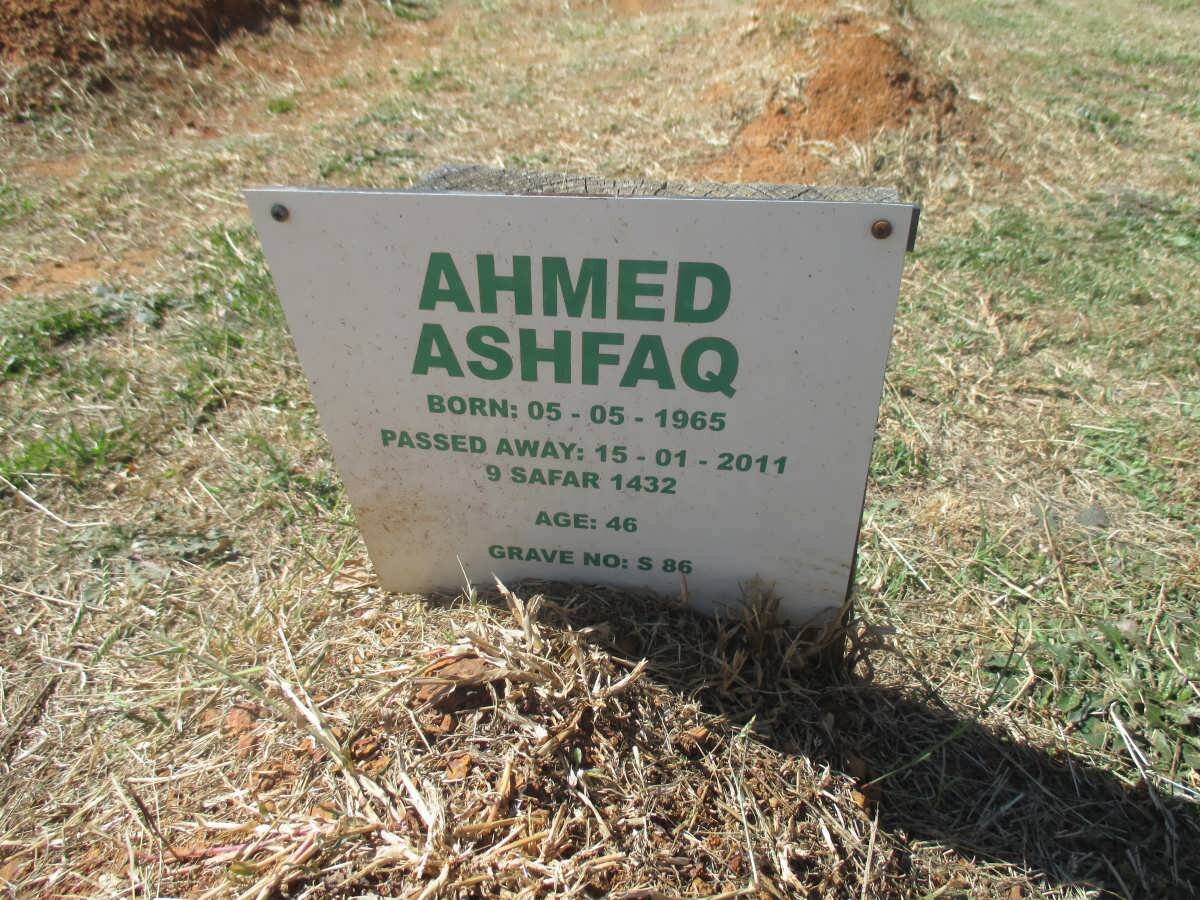 AHMED
ASHFAQ
BORN: 05 - 05 - 1965
PASSED AWAY: 15 - 01 - 2011
9 SAFAR 1432
AGE: 46
GRAVE NO: S 86